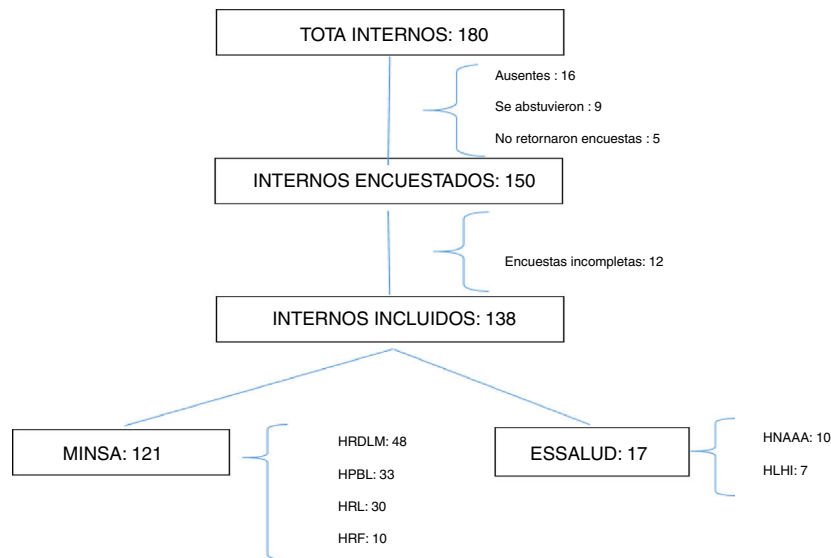 TOTA INTERNOS: 180
Ausentes : 16
Se abstuvieron : 9
No retornaron encuestas : 5
INTERNOS ENCUESTADOS: 150
Encuestas incompletas: 12
INTERNOS INCLUIDOS: 138
MINSA: 121
HRDLM: 48
HPBL: 33
HRL: 30
HRF: 10
ESSALUD: 17
HNAAA: 10
HLHI: 7